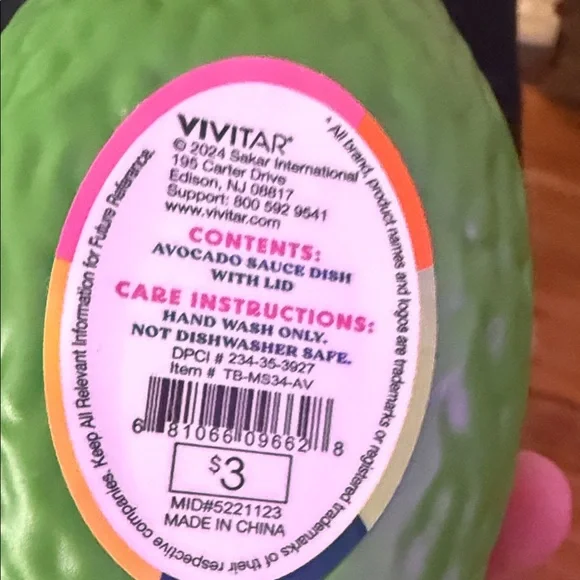 VIVITAR®
© 2024 Sakar International
195 Carter Drive
Edison, NJ 08817
Support: 800 592 9541
www.vivitar.com
CONTENTS:
AVOCADO SAUCE DISH
WITH LID
CARE INSTRUCTIONS:
HAND WASH ONLY.
NOT DISHWASHER SAFE.
DPCI # 234-35-3927
Item # TB-MS34-AV
6 81066 09662 8
$3
MID#5221123
MADE IN CHINA
*All brand, product names and logos are trademarks or registered trademarks of their respective companies. Keep All Relevant Information for Future Reference.